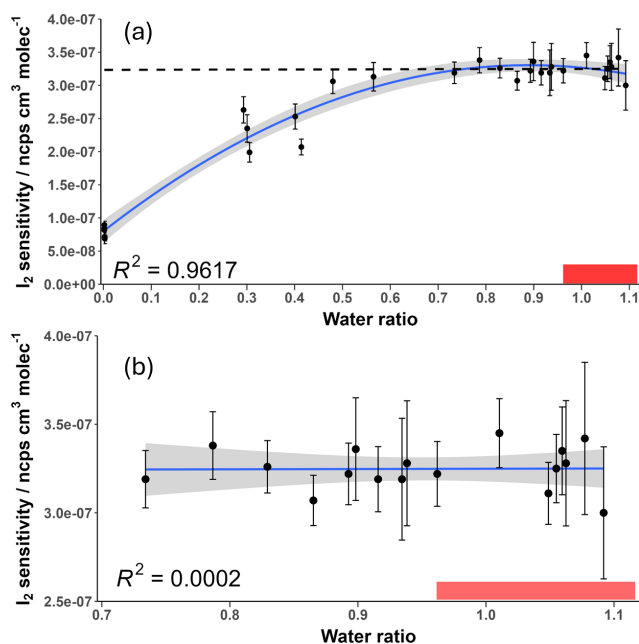 (a)
I₂ sensitivity / ncps cm³ molec⁻¹
4.0e-07
3.5e-07
3.0e-07
2.5e-07
2.0e-07
1.5e-07
1.0e-07
5.0e-08
0.0e+00
R² = 0.9617
0.0 0.1 0.2 0.3 0.4 0.5 0.6 0.7 0.8 0.9 1.0 1.1
Water ratio
(b)
I₂ sensitivity / ncps cm³ molec⁻¹
4.0e-07
3.5e-07
3.0e-07
2.5e-07
R² = 0.0002
0.7 0.8 0.9 1.0 1.1
Water ratio